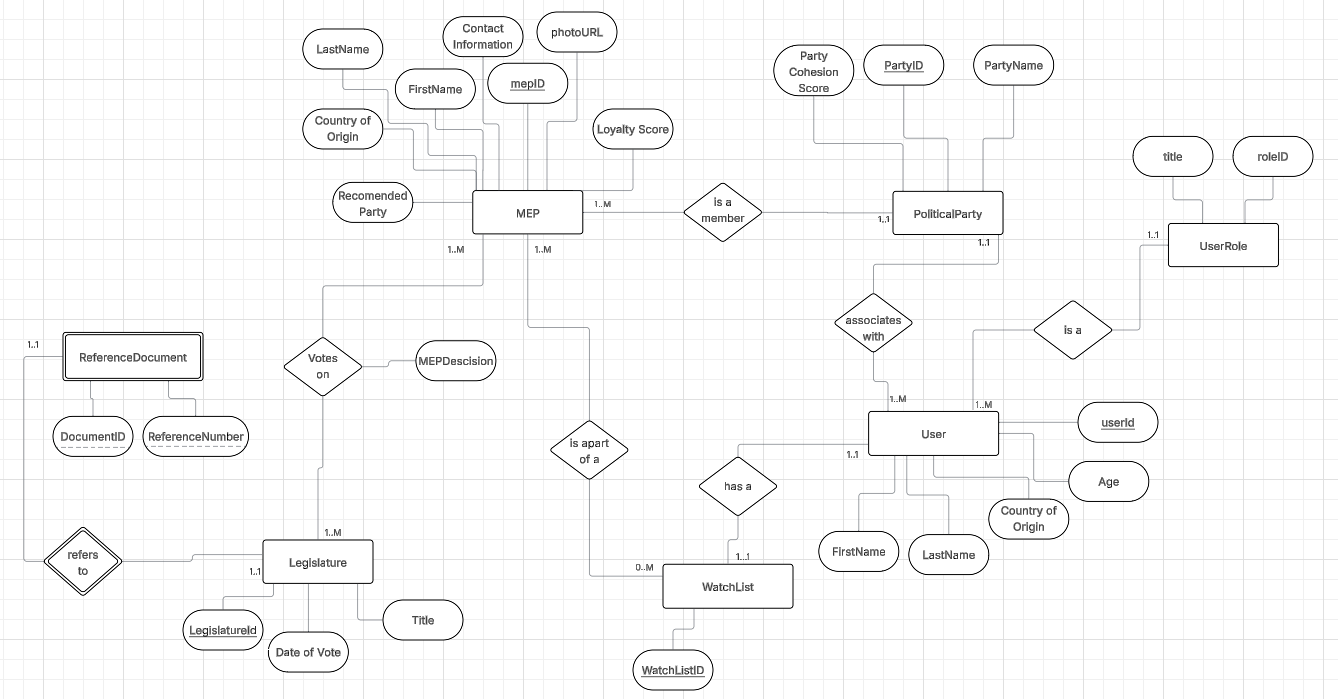 LastName
Contact
Information
photoURL
FirstName
mepID
Country of
Origin
Loyalty Score
Recomended
Party
MEP
1..M
is a
member
1..1
Party
Cohesion
Score
PartyID
PartyName
PoliticalParty
1..1
title
roleID
1..1
UserRole
1..M
1..M
associates
with
is a
1..1
ReferenceDocument
Votes
on
MEPDescision
DocumentID
ReferenceNumber
1..M
1..M
User
userId
1..1
is apart
of a
has a
Age
Country of
Origin
FirstName
LastName
refers
to
1..M
Legislature
1..1
0..M
1...1
WatchList
LegislatureId
Date of Vote
Title
WatchListID